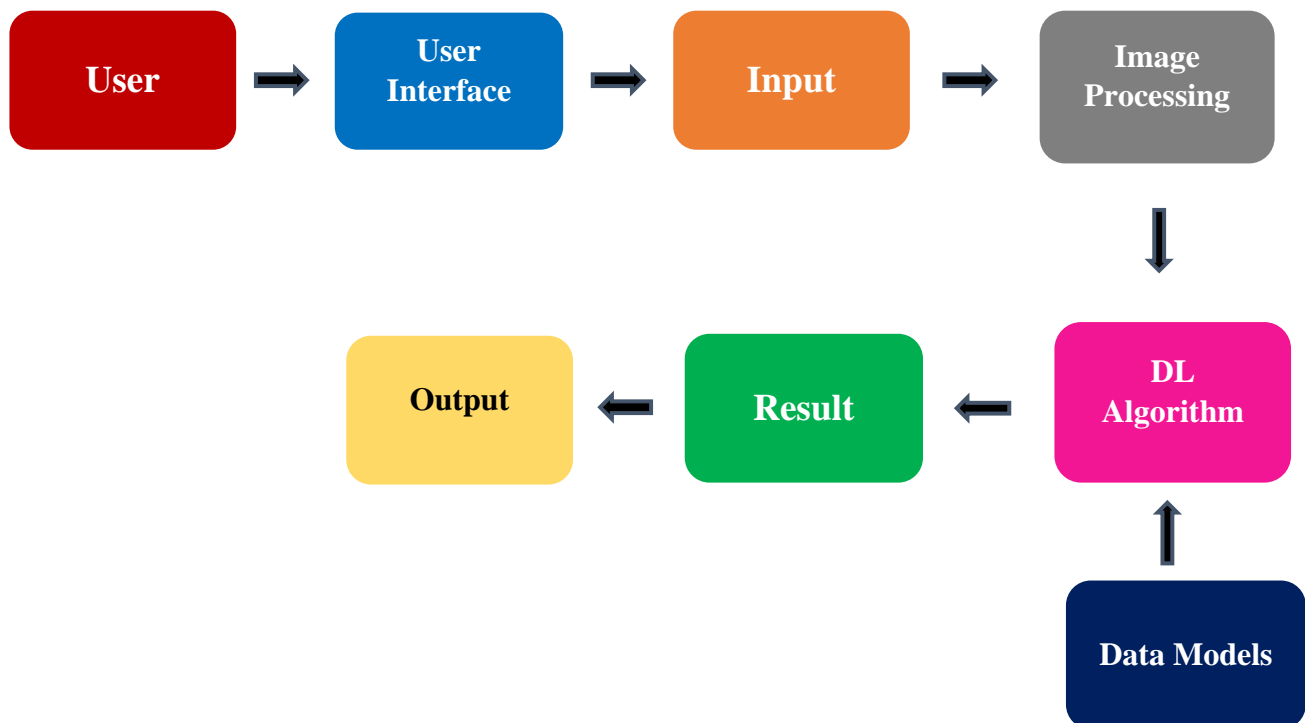 User
User
Interface
Input
Image
Processing
Output
Result
DL
Algorithm
Data Models